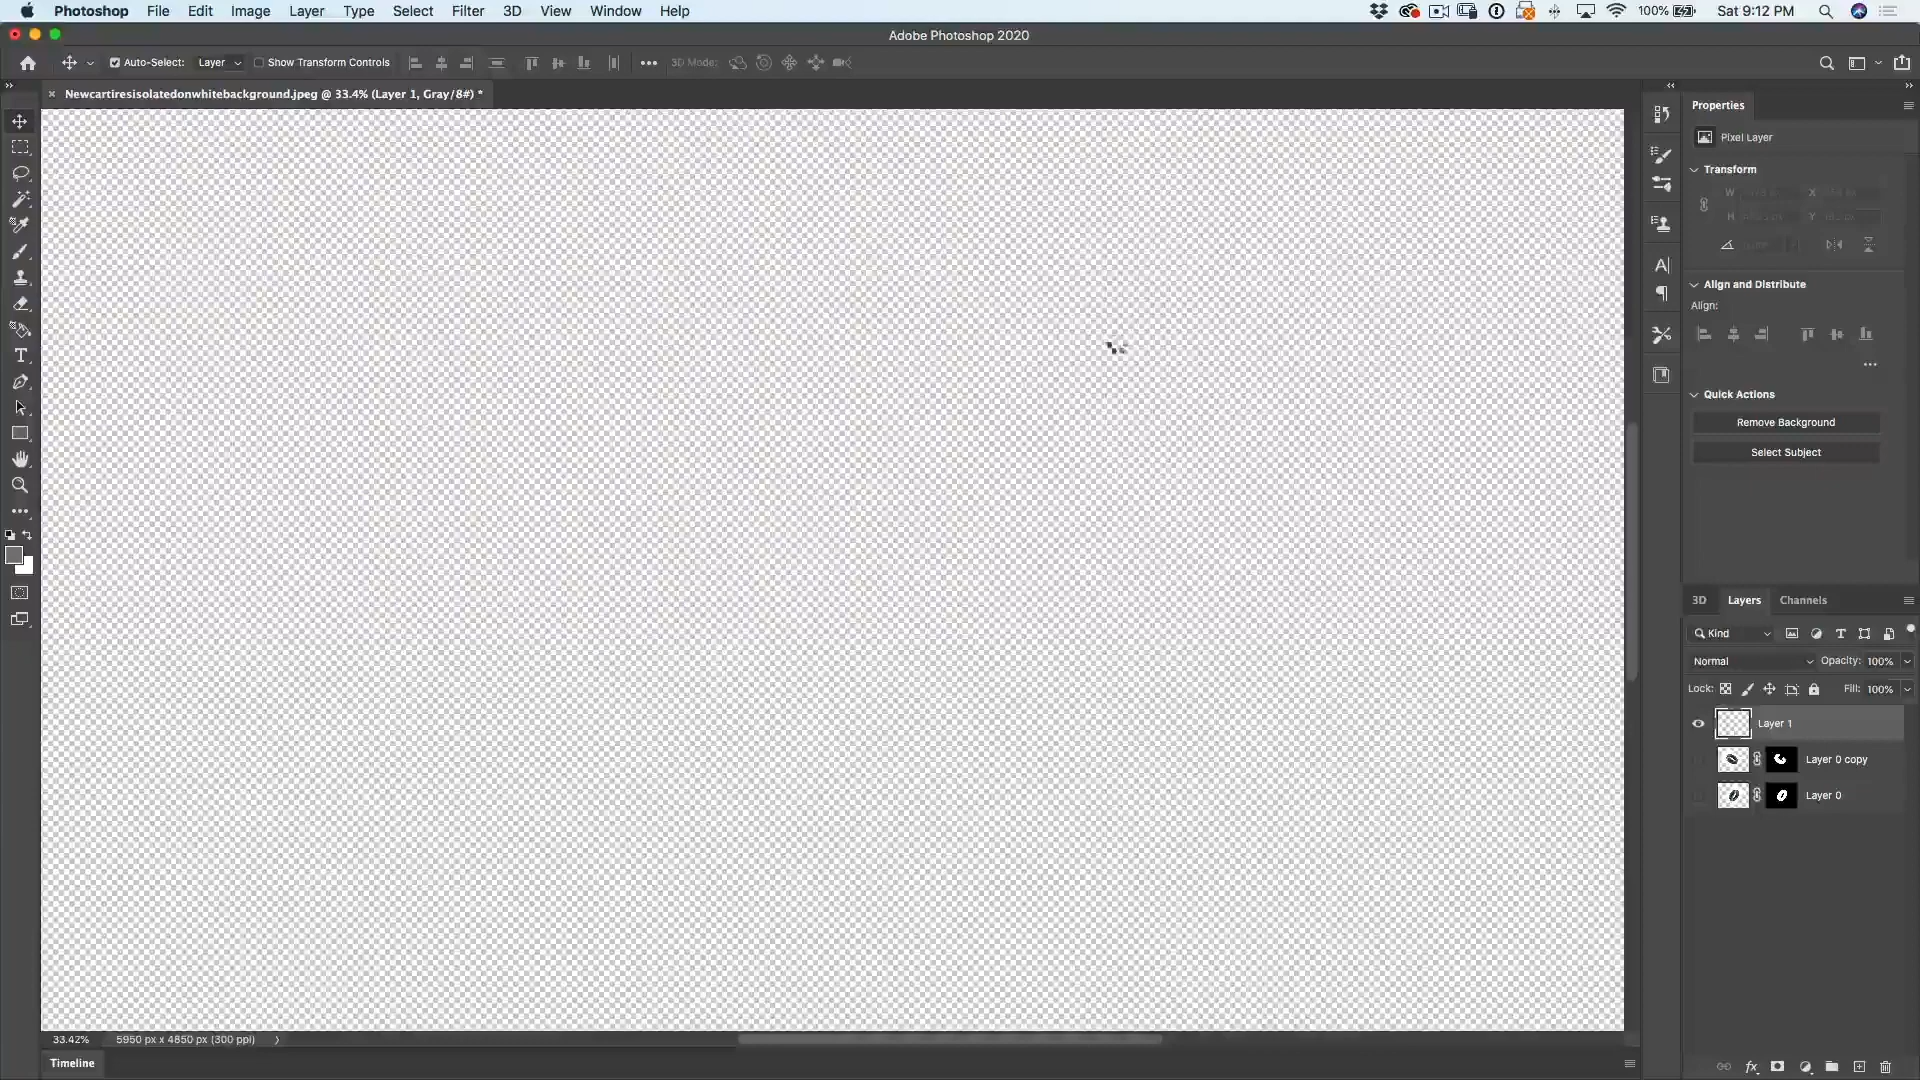 Photoshop File Edit Image Layer Type Select Filter 3D View Window Help 100% Sat 9:12 PM
Adobe Photoshop 2020
Auto-Select: Layer Show Transform Controls 3D Mode:
Newcartiresisolatedonwhitebackground.jpeg @ 33.4% (Layer 1, Gray/8#) *
Properties
Pixel Layer
Transform
W X
H Y
Align and Distribute
Align:
Quick Actions
Remove Background
Select Subject
3D Layers Channels
Kind
Normal Opacity: 100%
Lock: Fill: 100%
Layer 1
Layer 0 copy
Layer 0
33.42% 5950 px x 4850 px (300 ppi)
Timeline